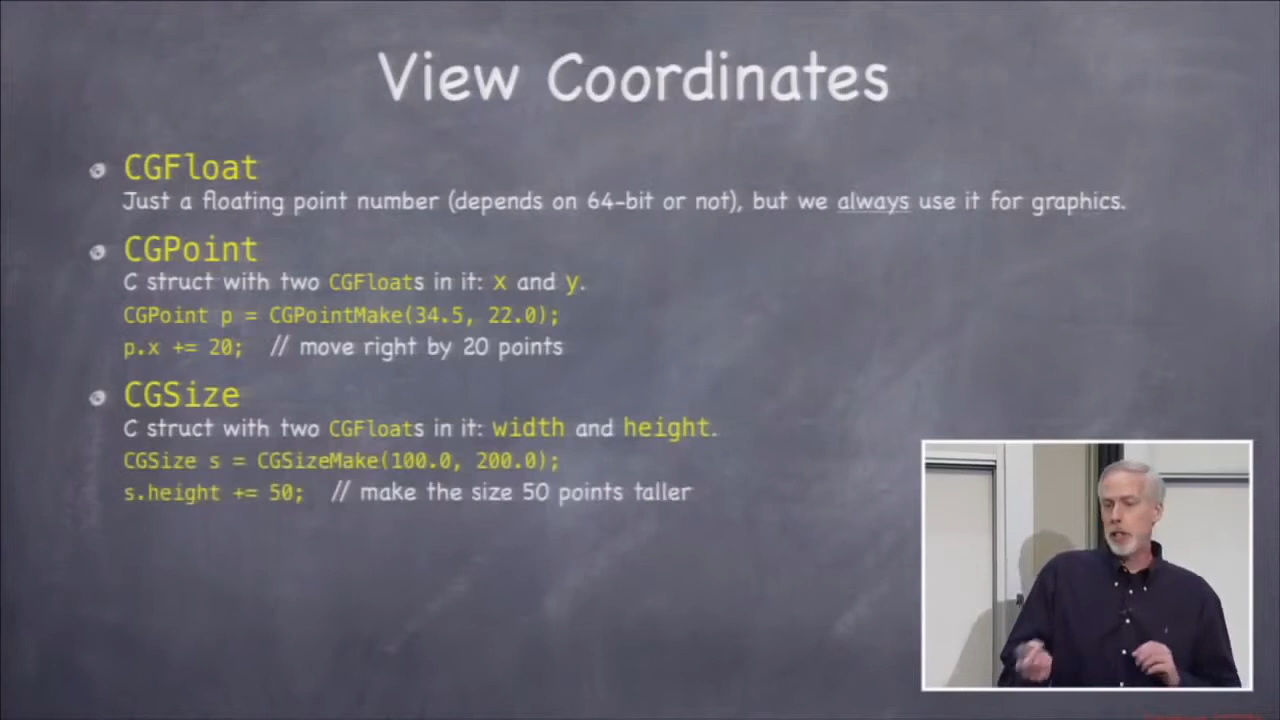 View Coordinates
CGFloat
Just a floating point number (depends on 64-bit or not), but we always use it for graphics.
CGPoint
C struct with two CGFloats in it: x and y.
CGPoint p = CGPointMake(34.5, 22.0);
p.x += 20; // move right by 20 points
CGSize
C struct with two CGFloats in it: width and height.
CGSize s = CGSizeMake(100.0, 200.0);
s.height += 50; // make the size 50 points taller